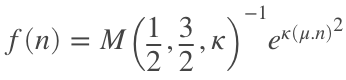 f(n) = M(1/2, 3/2, κ)^{-1} e^{κ(μ.n)^2}